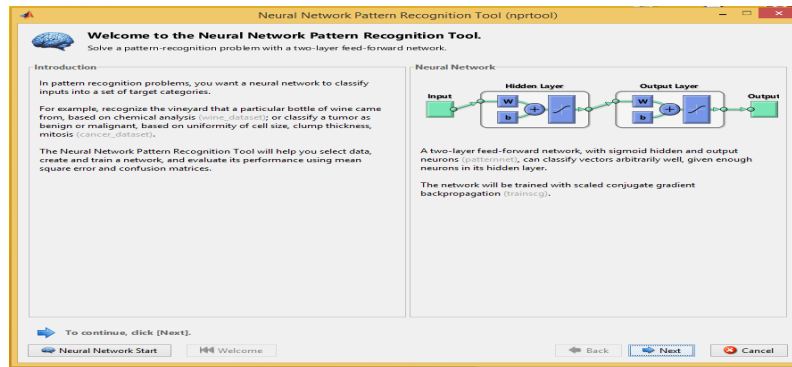 Neural Network Pattern Recognition Tool (nprtool)
Welcome to the Neural Network Pattern Recognition Tool.
Solve a pattern-recognition problem with a two-layer feed-forward network.
Introduction
In pattern recognition problems, you want a neural network to classify
inputs into a set of target categories.
For example, recognize the vineyard that a particular bottle of wine came
from, based on chemical analysis (wine_dataset); or classify a tumor as
benign or malignant, based on uniformity of cell size, clump thickness,
mitosis (cancer_dataset).
The Neural Network Pattern Recognition Tool will help you select data,
create and train a network, and evaluate its performance using mean
square error and confusion matrices.
Neural Network
Hidden Layer
Output Layer
Input
W
b
W
b
Output
A two-layer feed-forward network, with sigmoid hidden and output
neurons (patternnet), can classify vectors arbitrarily well, given enough
neurons in its hidden layer.
The network will be trained with scaled conjugate gradient
backpropagation (trainscg).
To continue, click [Next].
Neural Network Start
Welcome
Back
Next
Cancel